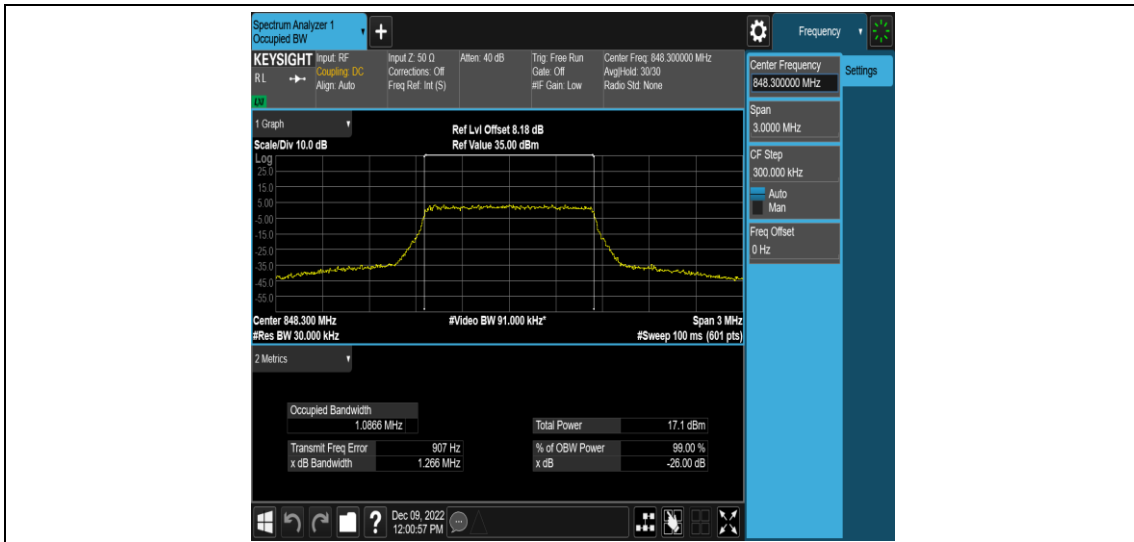 Spectrum Analyzer 1
Occupied BW
Frequency
KEYSIGHT
RL
LXI
Input: RF
Coupling: DC
Align: Auto
Input Z: 50 Ω
Corrections: Off
Freq Ref: Int (S)
Atten: 40 dB
Trig: Free Run
Gate: Off
#IF Gain: Low
Center Freq: 848.300000 MHz
Avg|Hold: 30/30
Radio Std: None
Center Frequency
848.300000 MHz
Settings
Span
3.0000 MHz
CF Step
300.000 kHz
Auto
Man
Freq Offset
0 Hz
1 Graph
Scale/Div 10.0 dB
Ref Lvl Offset 8.18 dB
Ref Value 35.00 dBm
Log
25.0
15.0
5.00
-5.00
-15.0
-25.0
-35.0
-45.0
-55.0
Center 848.300 MHz
#Video BW 91.000 kHz*
Span 3 MHz
#Res BW 30.000 kHz
#Sweep 100 ms (601 pts)
2 Metrics
Occupied Bandwidth
1.0866 MHz
Total Power 17.1 dBm
Transmit Freq Error 907 Hz
% of OBW Power 99.00 %
x dB Bandwidth 1.266 MHz
x dB -26.00 dB
?
Dec 09, 2022
12:00:57 PM